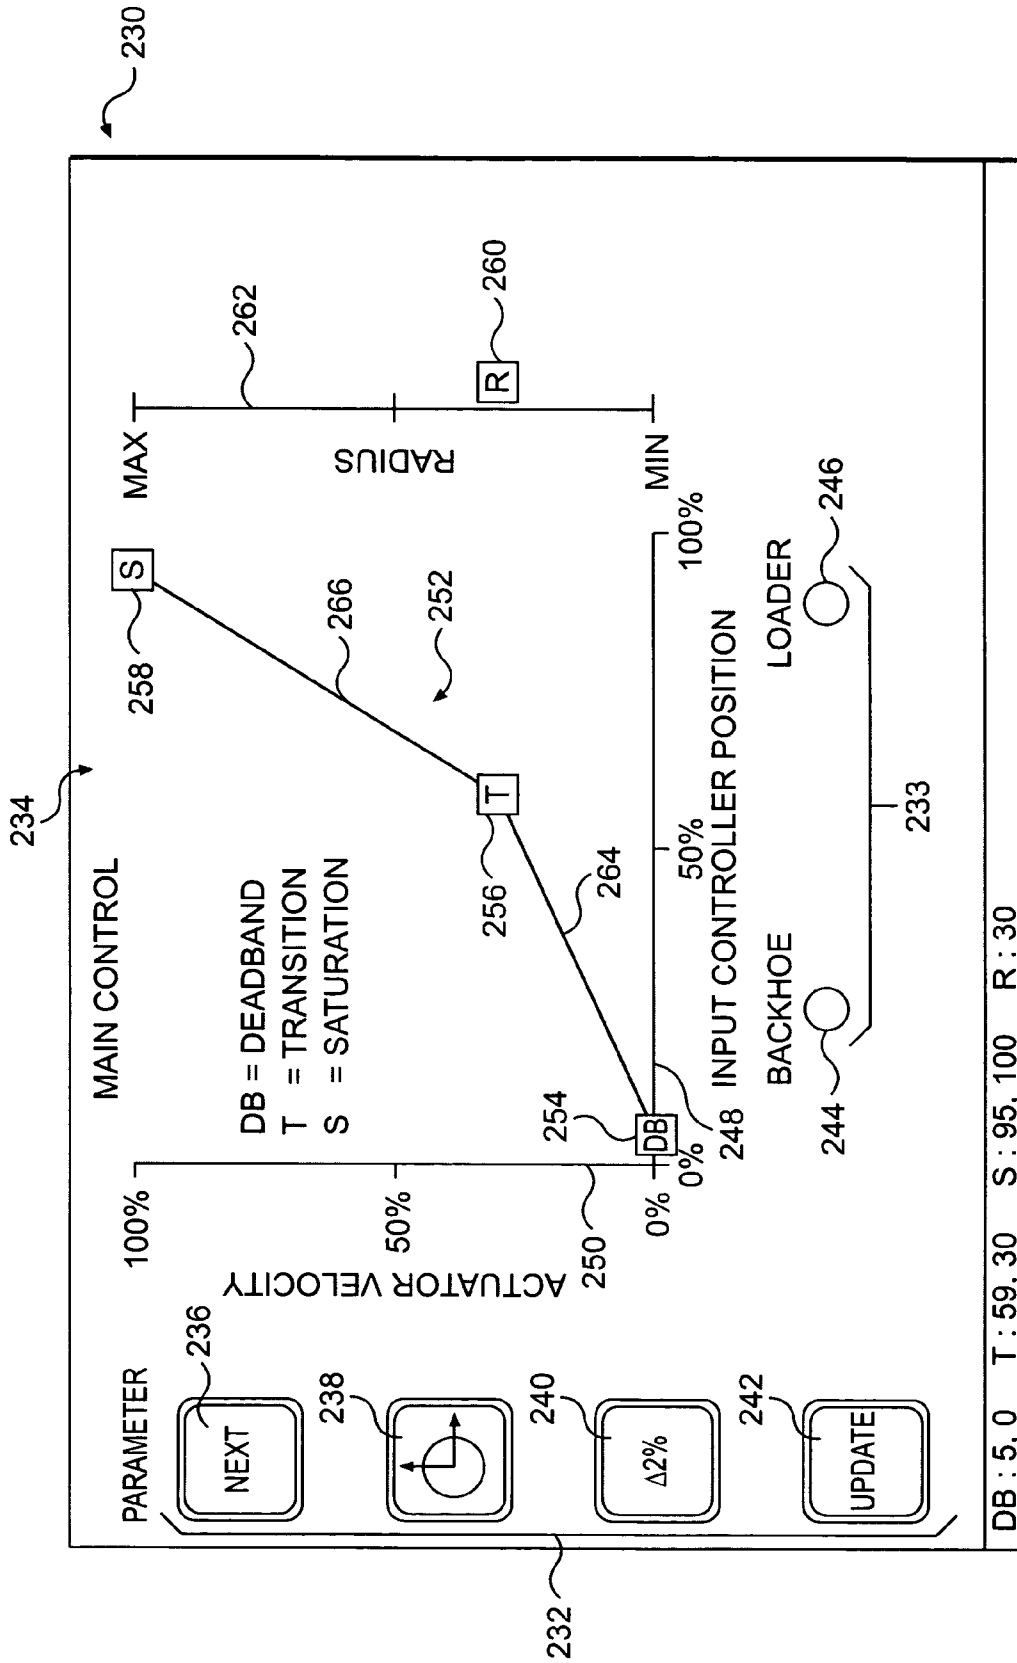 230
234
MAIN CONTROL
PARAMETER
NEXT
236
238
240
Δ2%
242
UPDATE
232
ACTUATOR VELOCITY
100%
50%
0%
250
DB = DEADBAND
T = TRANSITION
S = SATURATION
254
DB
256
T
258
S
264
266
252
248
0%
50%
100%
INPUT CONTROLLER POSITION
MAX
RADIUS
MIN
262
R
260
BACKHOE
LOADER
244
246
233
DB : 5, 0 T : 59, 30 S : 95, 100 R : 30